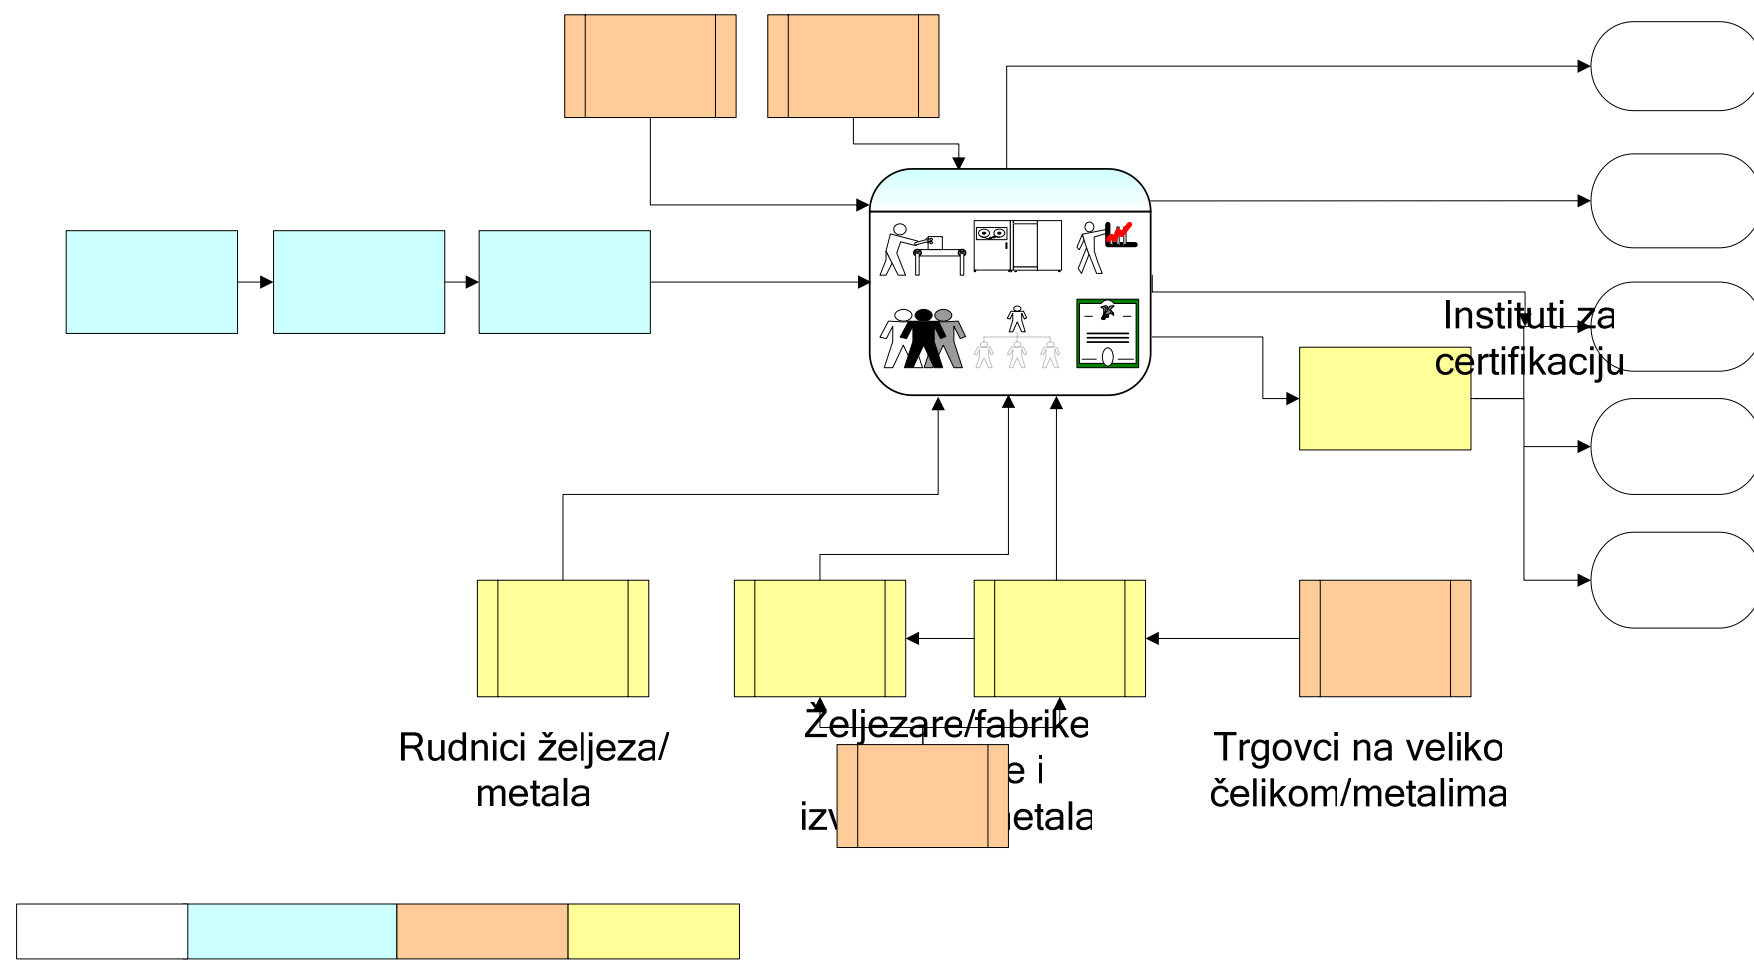 Instituti za
certifikaciju
Rudnici željeza/
metala
Željezare/fabrike
e i
izv etala
Trgovci na veliko
čelikom/metalima